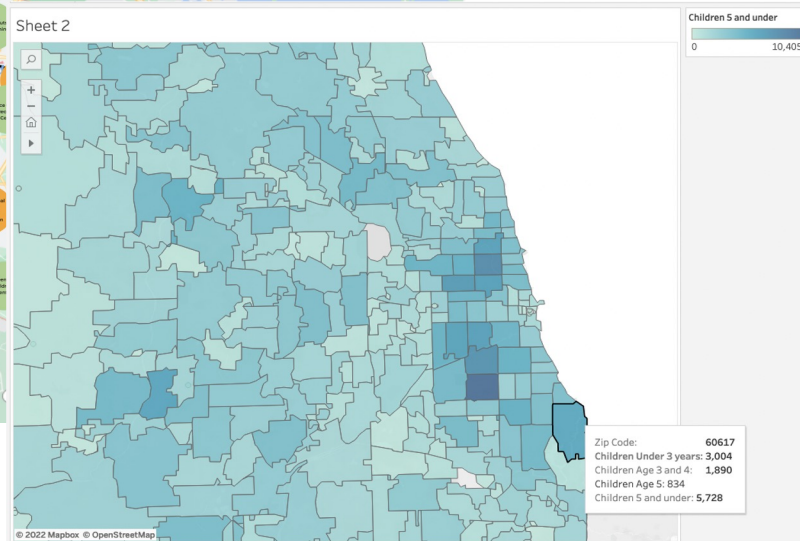 Sheet 2
Children 5 and under
0 10,405
Zip Code: 60617
Children Under 3 years: 3,004
Children Age 3 and 4: 1,890
Children Age 5: 834
Children 5 and under: 5,728
© 2022 Mapbox © OpenStreetMap